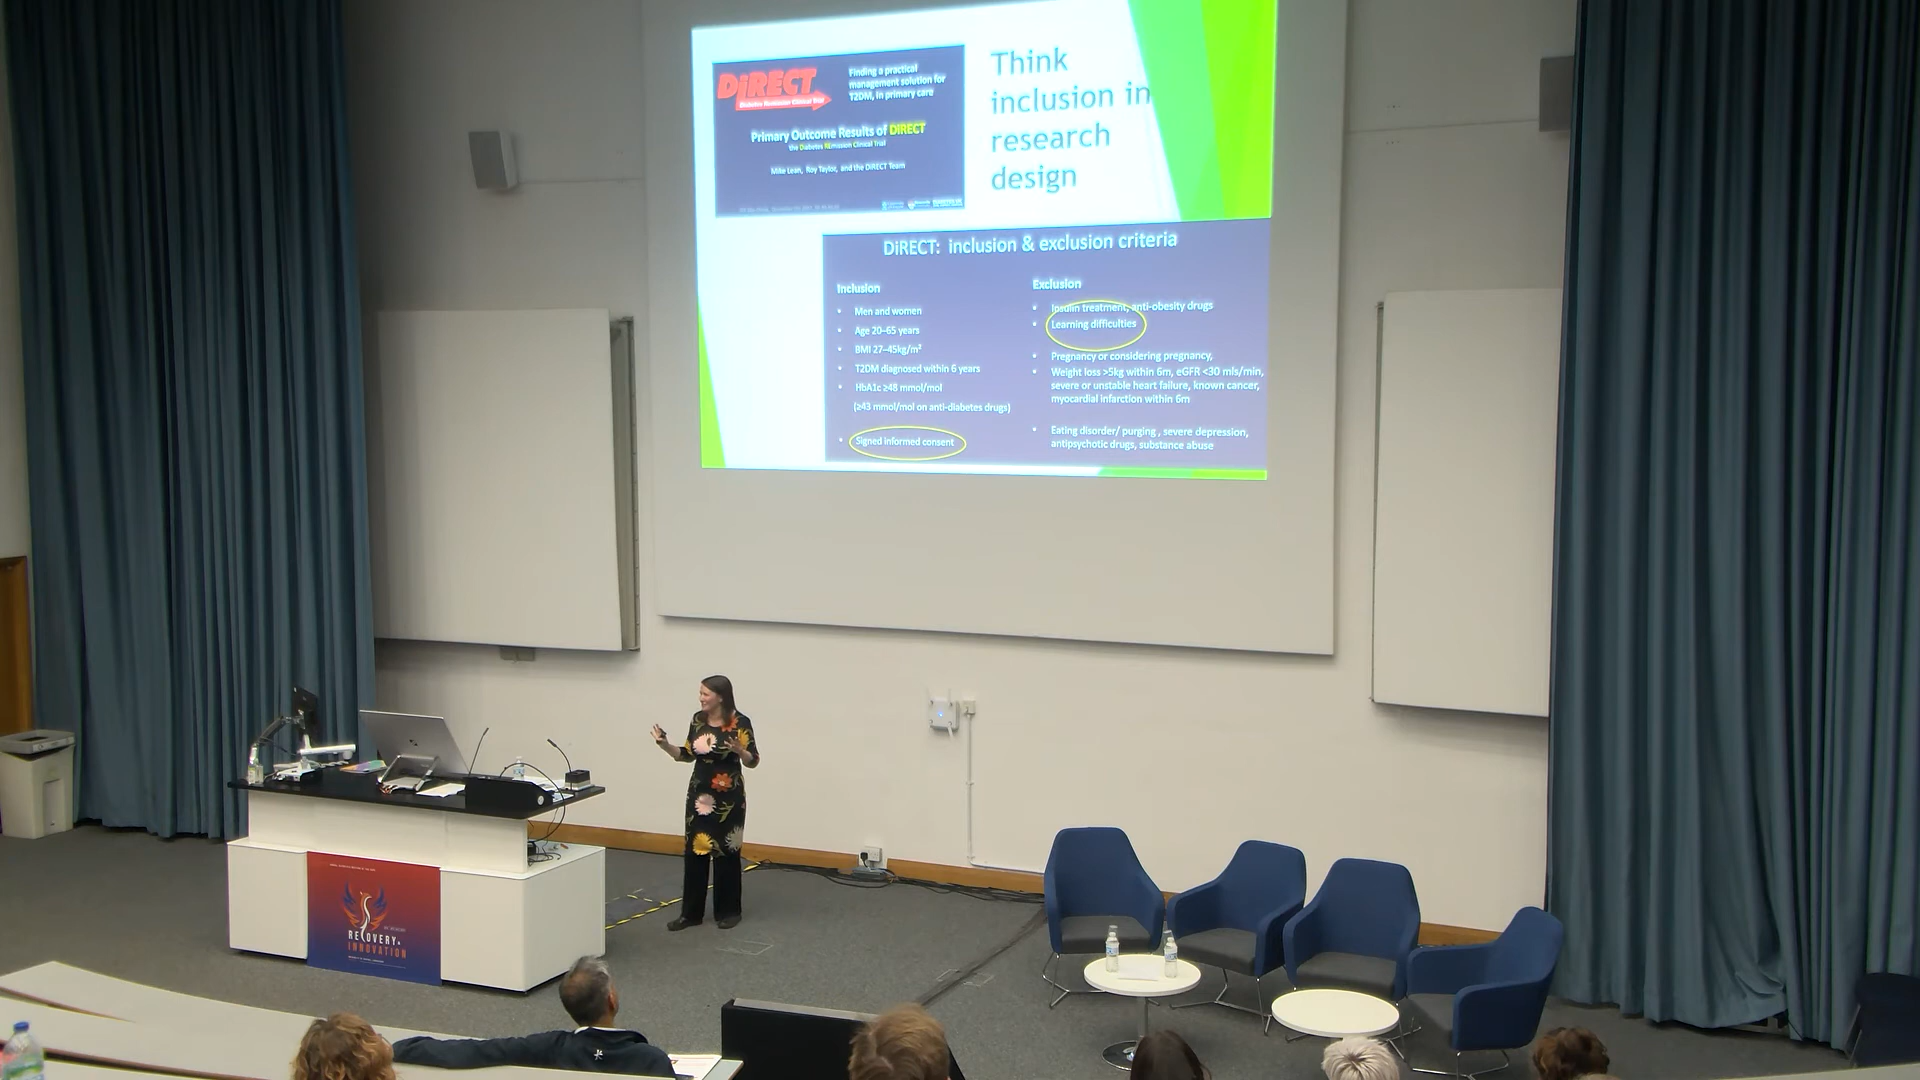 DiRECT
Diabetes Remission Clinical Trial
Finding a practical
management solution for
T2DM, in primary care
Primary Outcome Results of DiRECT
the Diabetes REmission Clinical Trial
Mike Lean, Roy Taylor, and the DiRECT Team
Think
inclusion in
research
design
DiRECT: inclusion & exclusion criteria
Inclusion
• Men and women
• Age 20–65 years
• BMI 27–45kg/m²
• T2DM diagnosed within 6 years
• HbA1c ≥48 mmol/mol
(≥43 mmol/mol on anti-diabetes drugs)
• Signed informed consent
Exclusion
• Insulin treatment, anti-obesity drugs
• Learning difficulties
• Pregnancy or considering pregnancy,
• Weight loss >5kg within 6m, eGFR <30 mls/min,
severe or unstable heart failure, known cancer,
myocardial infarction within 6m
• Eating disorder/ purging , severe depression,
antipsychotic drugs, substance abuse
RECOVERY &
INNOVATION